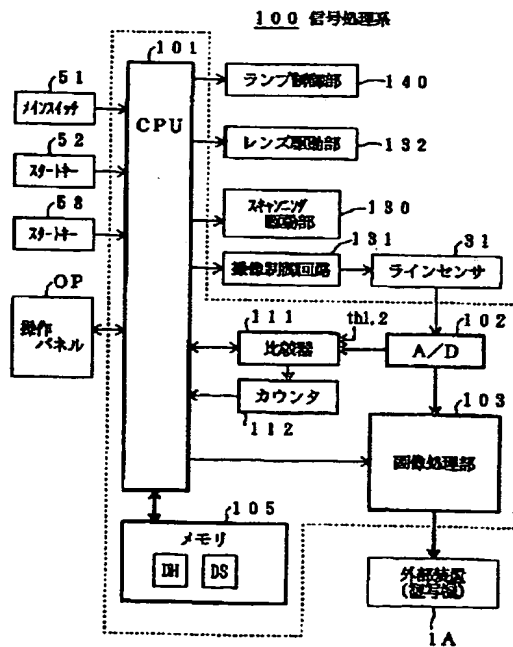 100 信号処理系
101
CPU
51
メインスイッチ
52
スタートキー
58
スタートキー
OP
操作
パネル
ランプ制御部
140
レンズ駆動部
132
スキャンニング
駆動部
130
撮像制御回路
131
ラインセンサ
31
111
比較器
th1,2
A/D
102
カウンタ
112
103
画像処理部
105
メモリ
DH
DS
外部装置
(複写機)
1A